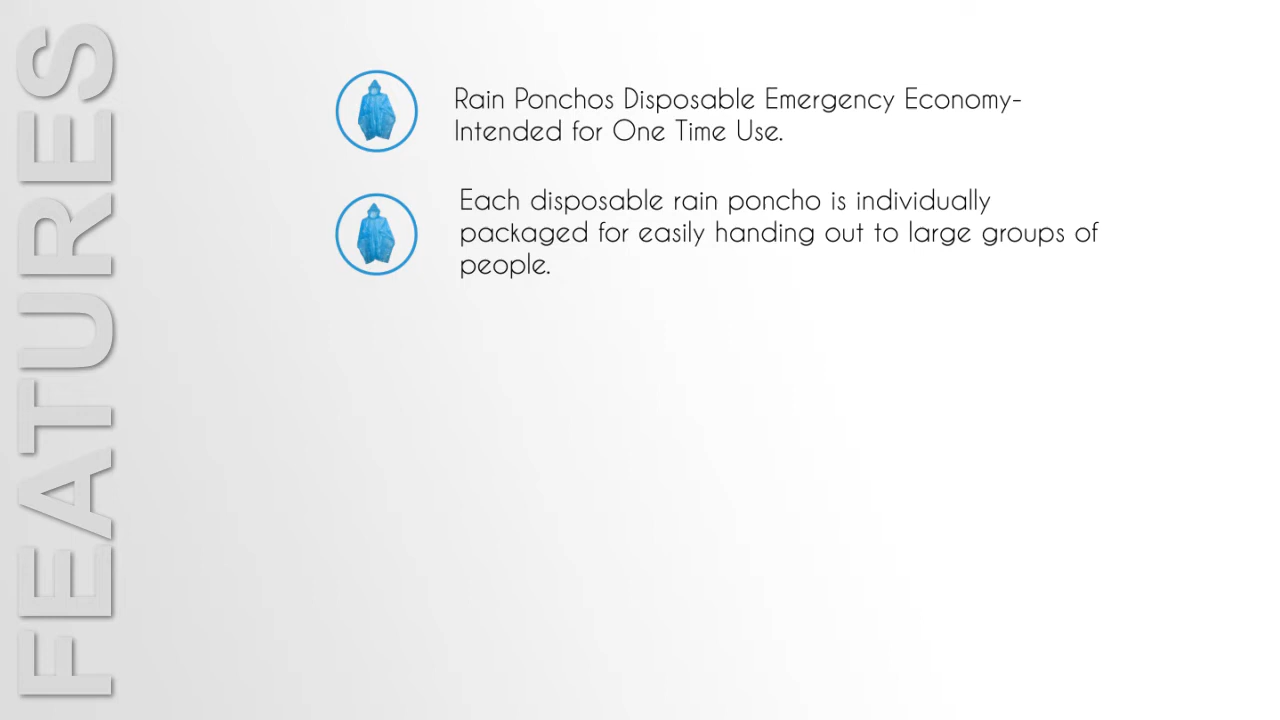 FEATURES
Rain Ponchos Disposable Emergency Economy-
Intended for One Time Use.
Each disposable rain poncho is individually
packaged for easily handing out to large groups of
people.